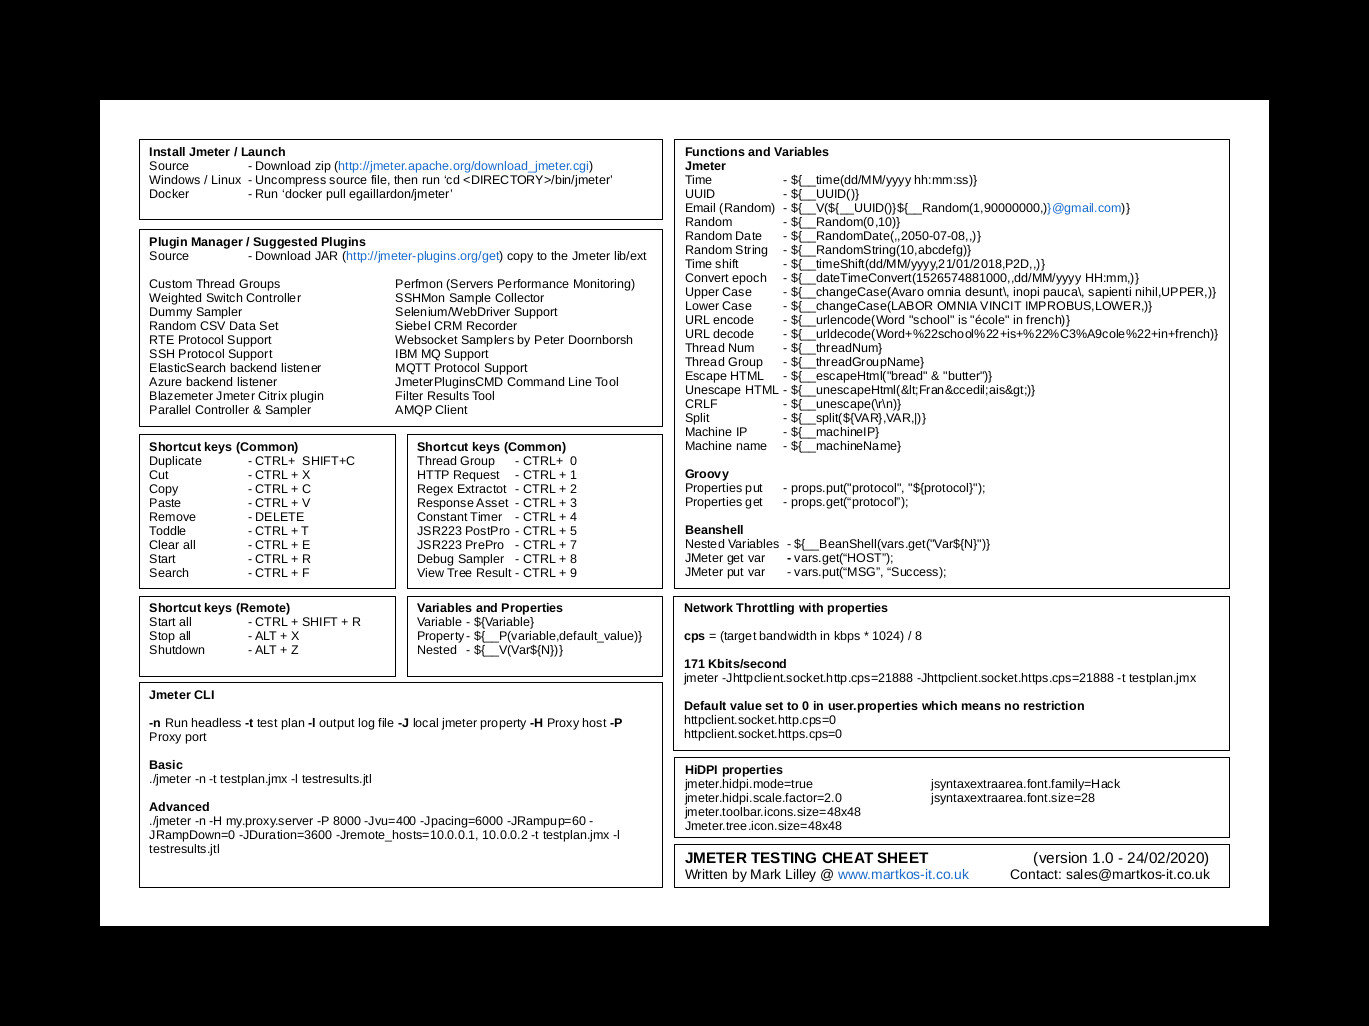 Install Jmeter / Launch
Source - Download zip (http://jmeter.apache.org/download_jmeter.cgi)
Windows / Linux - Uncompress source file, then run ‘cd <DIRECTORY>/bin/jmeter’
Docker - Run ‘docker pull egaillardon/jmeter’
Plugin Manager / Suggested Plugins
Source - Download JAR (http://jmeter-plugins.org/get) copy to the Jmeter lib/ext
Custom Thread Groups Perfmon (Servers Performance Monitoring)
Weighted Switch Controller SSHMon Sample Collector
Dummy Sampler Selenium/WebDriver Support
Random CSV Data Set Siebel CRM Recorder
RTE Protocol Support Websocket Samplers by Peter Doornborsh
SSH Protocol Support IBM MQ Support
ElasticSearch backend listener MQTT Protocol Support
Azure backend listener JmeterPluginsCMD Command Line Tool
Blazemeter Jmeter Citrix plugin Filter Results Tool
Parallel Controller & Sampler AMQP Client
Shortcut keys (Common)
Duplicate - CTRL+ SHIFT+C
Cut - CTRL + X
Copy - CTRL + C
Paste - CTRL + V
Remove - DELETE
Toddle - CTRL + T
Clear all - CTRL + E
Start - CTRL + R
Search - CTRL + F
Shortcut keys (Common)
Thread Group - CTRL+ 0
HTTP Request - CTRL + 1
Regex Extractot - CTRL + 2
Response Asset - CTRL + 3
Constant Timer - CTRL + 4
JSR223 PostPro - CTRL + 5
JSR223 PrePro - CTRL + 7
Debug Sampler - CTRL + 8
View Tree Result - CTRL + 9
Shortcut keys (Remote)
Start all - CTRL + SHIFT + R
Stop all - ALT + X
Shutdown - ALT + Z
Variables and Properties
Variable - ${Variable}
Property - ${__P(variable,default_value)}
Nested - ${__V(Var${N})}
Jmeter CLI
-n Run headless -t test plan -l output log file -J local jmeter property -H Proxy host -P
Proxy port
Basic
./jmeter -n -t testplan.jmx -l testresults.jtl
Advanced
./jmeter -n -H my.proxy.server -P 8000 -Jvu=400 -Jpacing=6000 -JRampup=60 -
JRampDown=0 -JDuration=3600 -Jremote_hosts=10.0.0.1, 10.0.0.2 -t testplan.jmx -l
testresults.jtl
Functions and Variables
Jmeter
Time - ${__time(dd/MM/yyyy hh:mm:ss)}
UUID - ${__UUID()}
Email (Random) - ${__V(${__UUID()}${__Random(1,90000000,)}@gmail.com)}
Random - ${__Random(0,10)}
Random Date - ${__RandomDate(,,2050-07-08,,)}
Random String - ${__RandomString(10,abcdefg)}
Time shift - ${__timeShift(dd/MM/yyyy,21/01/2018,P2D,,)}
Convert epoch - ${__dateTimeConvert(1526574881000,,dd/MM/yyyy HH:mm,)}
Upper Case - ${__changeCase(Avaro omnia desunt\, inopi pauca\, sapienti nihil,UPPER,)}
Lower Case - ${__changeCase(LABOR OMNIA VINCIT IMPROBUS,LOWER,)}
URL encode - ${__urlencode(Word "school" is "école" in french)}
URL decode - ${__urldecode(Word+%22school%22+is+%22%C3%A9cole%22+in+french)}
Thread Num - ${__threadNum}
Thread Group - ${__threadGroupName}
Escape HTML - ${__escapeHtml("bread" & "butter")}
Unescape HTML - ${__unescapeHtml(&lt;Fran&ccedil;ais&gt;)}
CRLF - ${__unescape(\r\n)}
Split - ${__split(${VAR},VAR,|)}
Machine IP - ${__machineIP}
Machine name - ${__machineName}
Groovy
Properties put - props.put("protocol", "${protocol}");
Properties get - props.get(“protocol”);
Beanshell
Nested Variables - ${__BeanShell(vars.get("Var${N}")}
JMeter get var - vars.get(“HOST”);
JMeter put var - vars.put(“MSG”, “Success);
Network Throttling with properties
cps = (target bandwidth in kbps * 1024) / 8
171 Kbits/second
jmeter -Jhttpclient.socket.http.cps=21888 -Jhttpclient.socket.https.cps=21888 -t testplan.jmx
Default value set to 0 in user.properties which means no restriction
httpclient.socket.http.cps=0
httpclient.socket.https.cps=0
HiDPI properties
jmeter.hidpi.mode=true jsyntaxextraarea.font.family=Hack
jmeter.hidpi.scale.factor=2.0 jsyntaxextraarea.font.size=28
jmeter.toolbar.icons.size=48x48
Jmeter.tree.icon.size=48x48
JMETER TESTING CHEAT SHEET (version 1.0 - 24/02/2020)
Written by Mark Lilley @ www.martkos-it.co.uk Contact: sales@martkos-it.co.uk